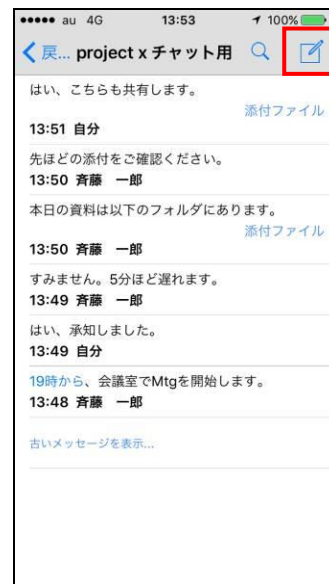 au 4G 13:53 100%
戻... project x チャット用
はい、こちらも共有します。
添付ファイル
13:51 自分
先ほどの添付をご確認ください。
13:50 斉藤　一郎
本日の資料は以下のフォルダにあります。
添付ファイル
13:50 斉藤　一郎
すみません。5分ほど遅れます。
13:49 斉藤　一郎
はい、承知しました。
13:49 自分
19時から、会議室でMtgを開始します。
13:48 斉藤　一郎
古いメッセージを表示...